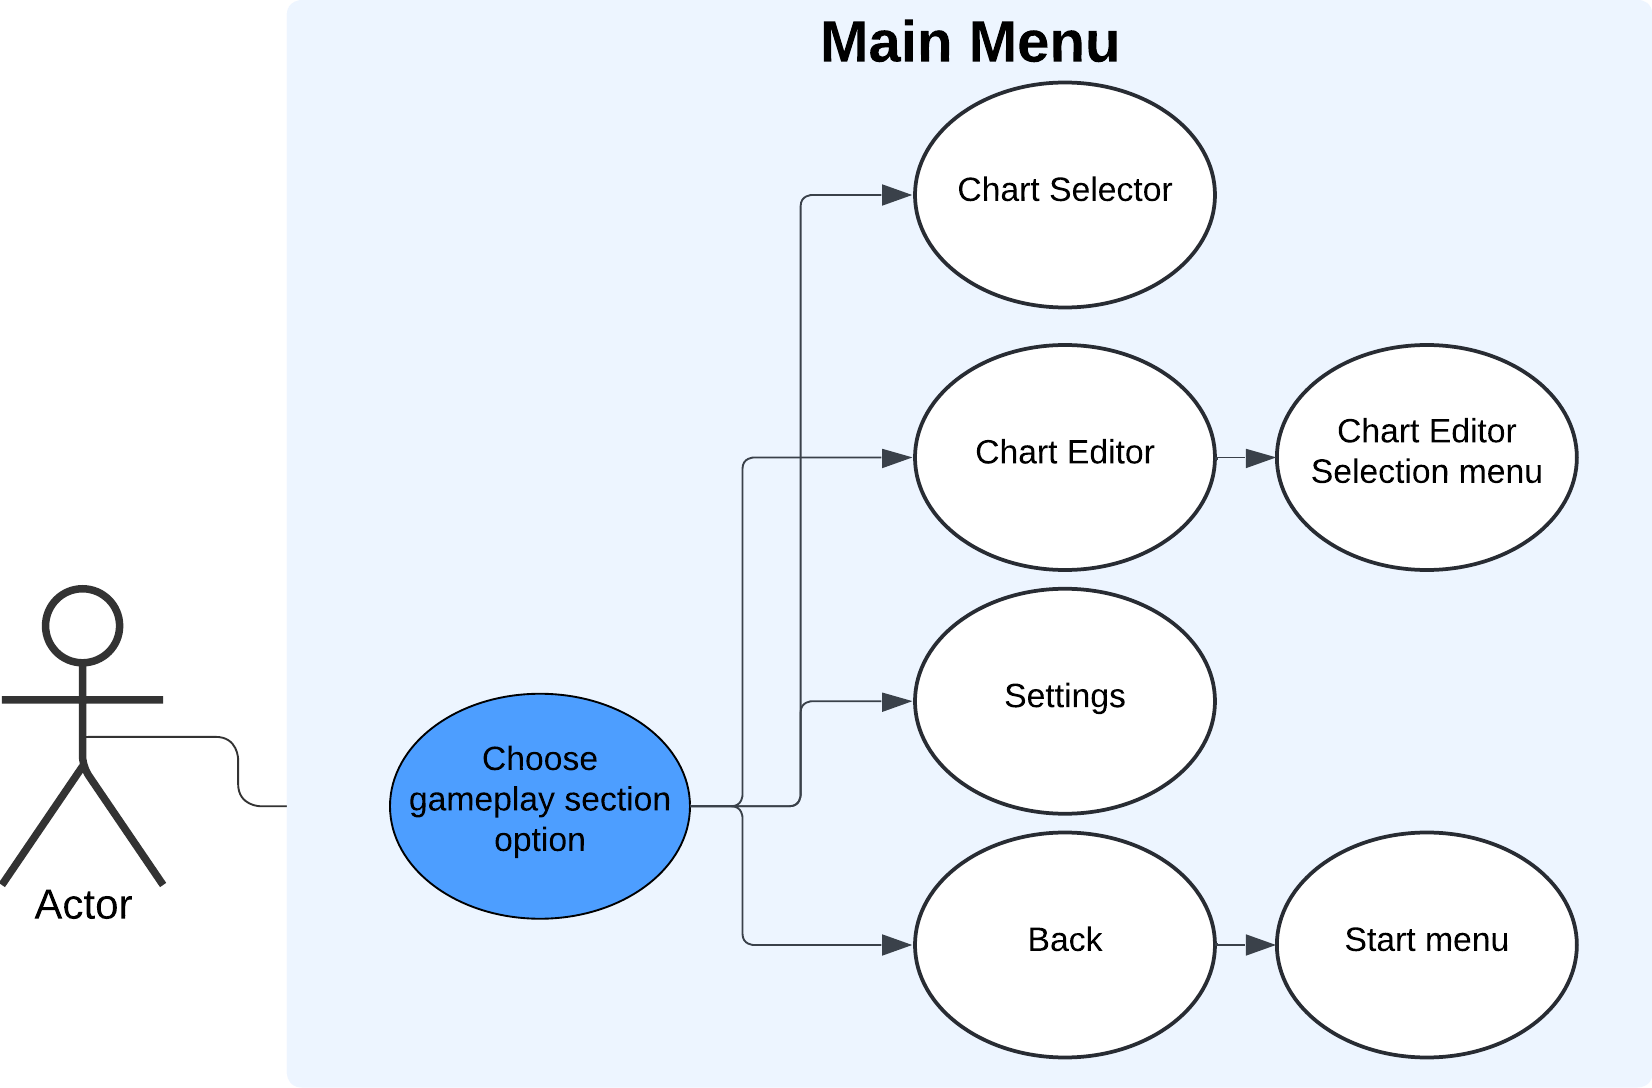 Main Menu
Chart Selector
Chart Editor
Chart Editor
Selection menu
Settings
Choose
gameplay section
option
Actor
Back
Start menu